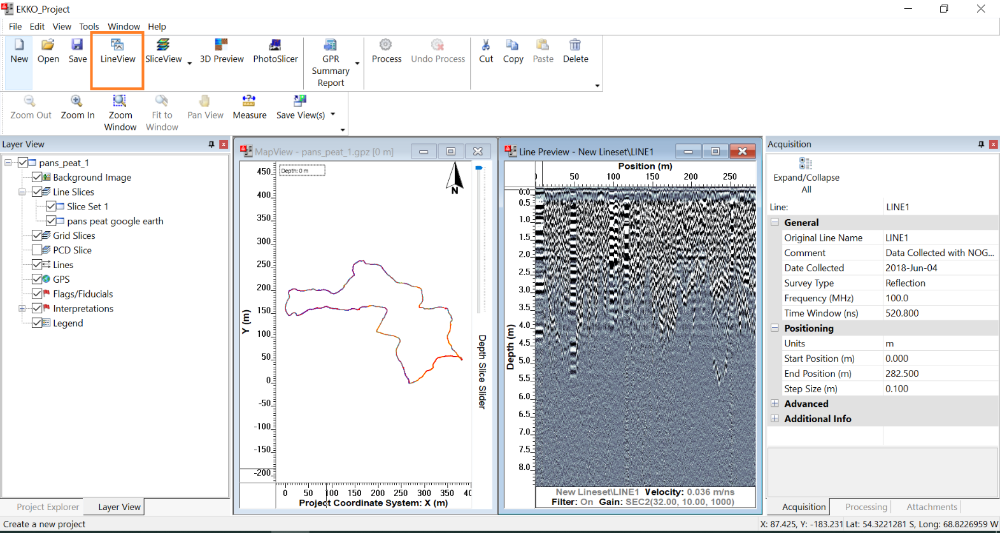 EKKO_Project
File Edit View Tools Window Help
New Open Save LineView SliceView 3D Preview PhotoSlicer GPR Summary Report Process Undo Process Cut Copy Paste Delete
Zoom Out Zoom In Zoom Window Fit to Window Pan View Measure Save View(s)
Layer View
pans_peat_1
Background Image
Line Slices
Slice Set 1
pans peat google earth
Grid Slices
PCD Slice
Lines
GPS
Flags/Fiducials
Interpretations
Legend
Project Explorer Layer View
MapView - pans_peat_1.gpz [0 m]
Depth: 0 m
N
450
400
350
300
250
200
150
100
50
0
-50
-100
-150
-200
Y (m)
Depth Slice Slider
0 50 100 150 200 250 300 350 40
Project Coordinate System: X (m)
Line Preview - New Lineset\LINE1
Position (m)
50 100 150 200 250
0.0
0.5
1.0
1.5
2.0
2.5
3.0
3.5
4.0
4.5
5.0
5.5
6.0
6.5
7.0
7.5
8.0
Depth (m)
New Lineset\LINE1 Velocity: 0.036 m/ns
Filter: On Gain: SEC2(32.00, 10.00, 1000)
Acquisition
Expand/Collapse
All
Line: LINE1
General
Original Line Name LINE1
Comment Data Collected with NOG...
Date Collected 2018-Jun-04
Survey Type Reflection
Frequency (MHz) 100.0
Time Window (ns) 520.800
Positioning
Units m
Start Position (m) 0.000
End Position (m) 282.500
Step Size (m) 0.100
Advanced
Additional Info
Acquisition Processing Attachments
Create a new project
X: 87.425, Y: -183.231 Lat: 54.3221281 S, Long: 68.8226959 W